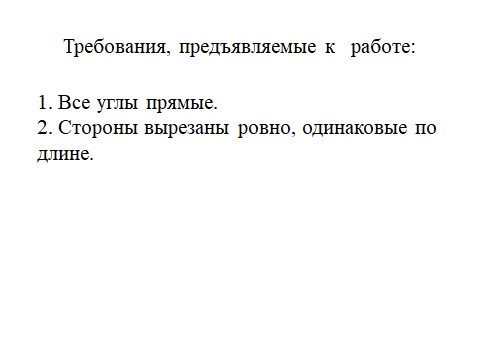 Требования, предъявляемые к работе:
1. Все углы прямые.
2. Стороны вырезаны ровно, одинаковые по
длине.